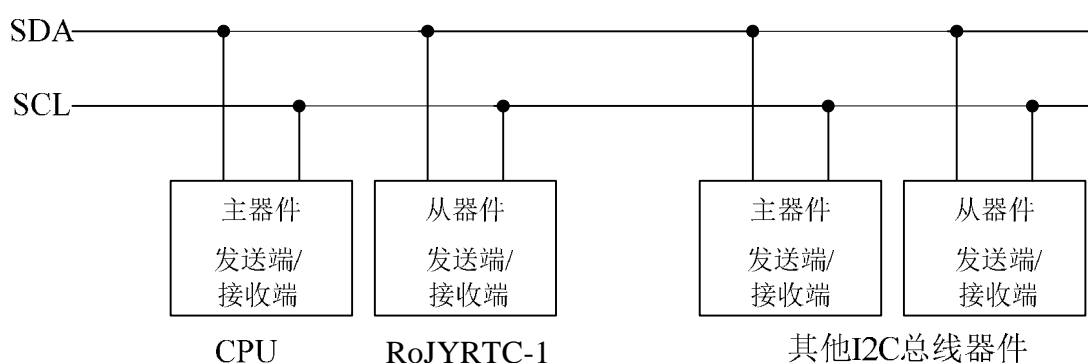 SDA
SCL
主器件
发送端/
接收端
从器件
发送端/
接收端
主器件
发送端/
接收端
从器件
发送端/
接收端
CPU
RoJYRTC-1
其他I2C总线器件